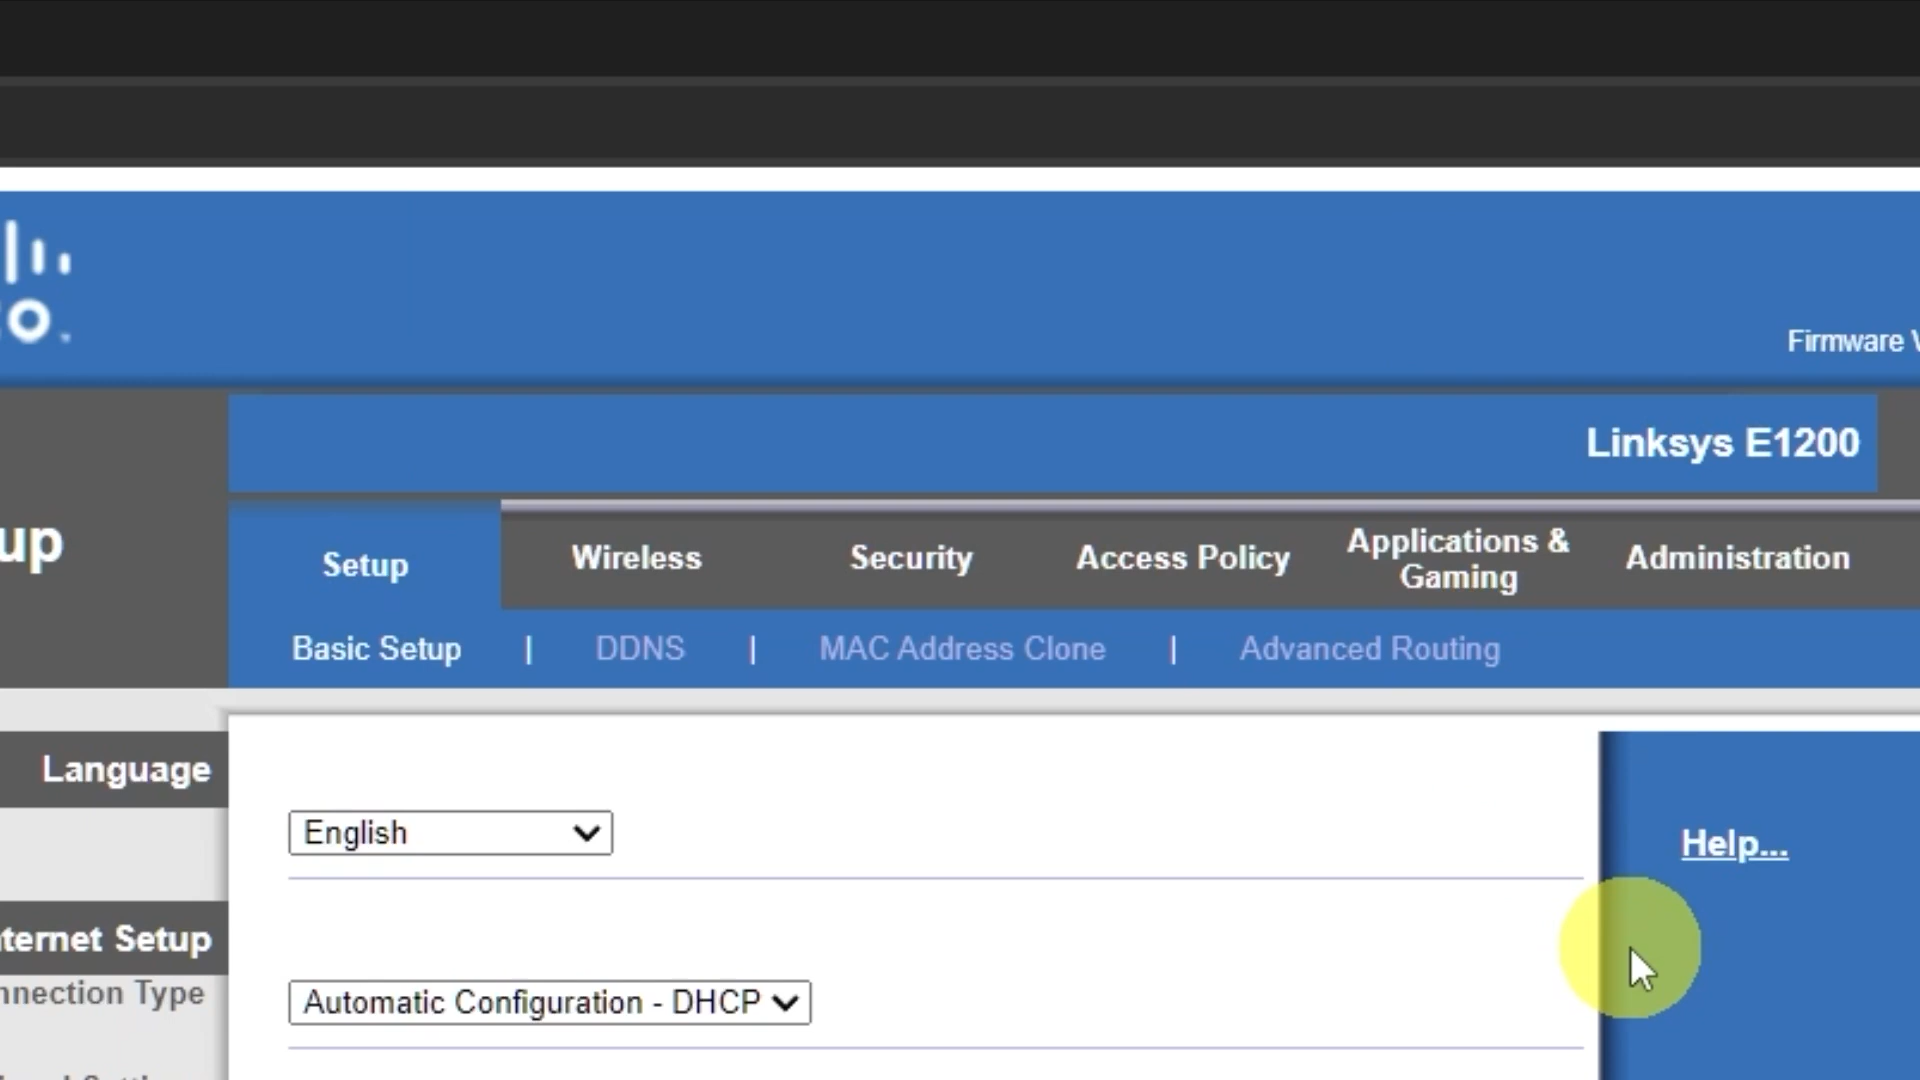 Firmware
Linksys E1200
up
Setup
Wireless
Security
Access Policy
Applications &
Gaming
Administration
Basic Setup | DDNS | MAC Address Clone | Advanced Routing
Language
English
Help...
ternet Setup
nnection Type
Automatic Configuration - DHCP